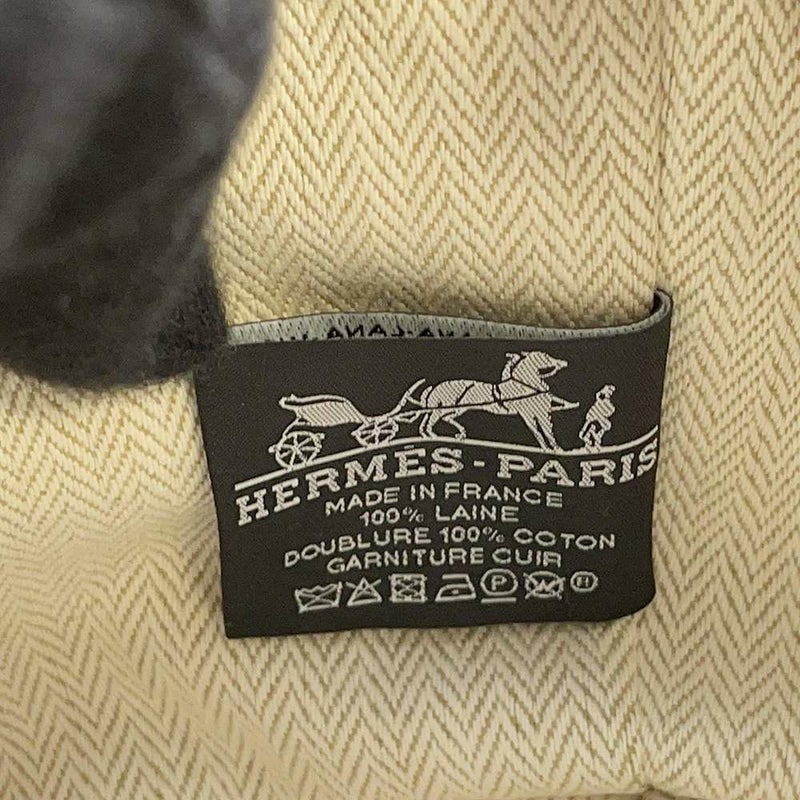 HERMÈS-PARIS
MADE IN FRANCE
100% LAINE
DOUBLURE 100% COTON
GARNITURE CUIR
P W H